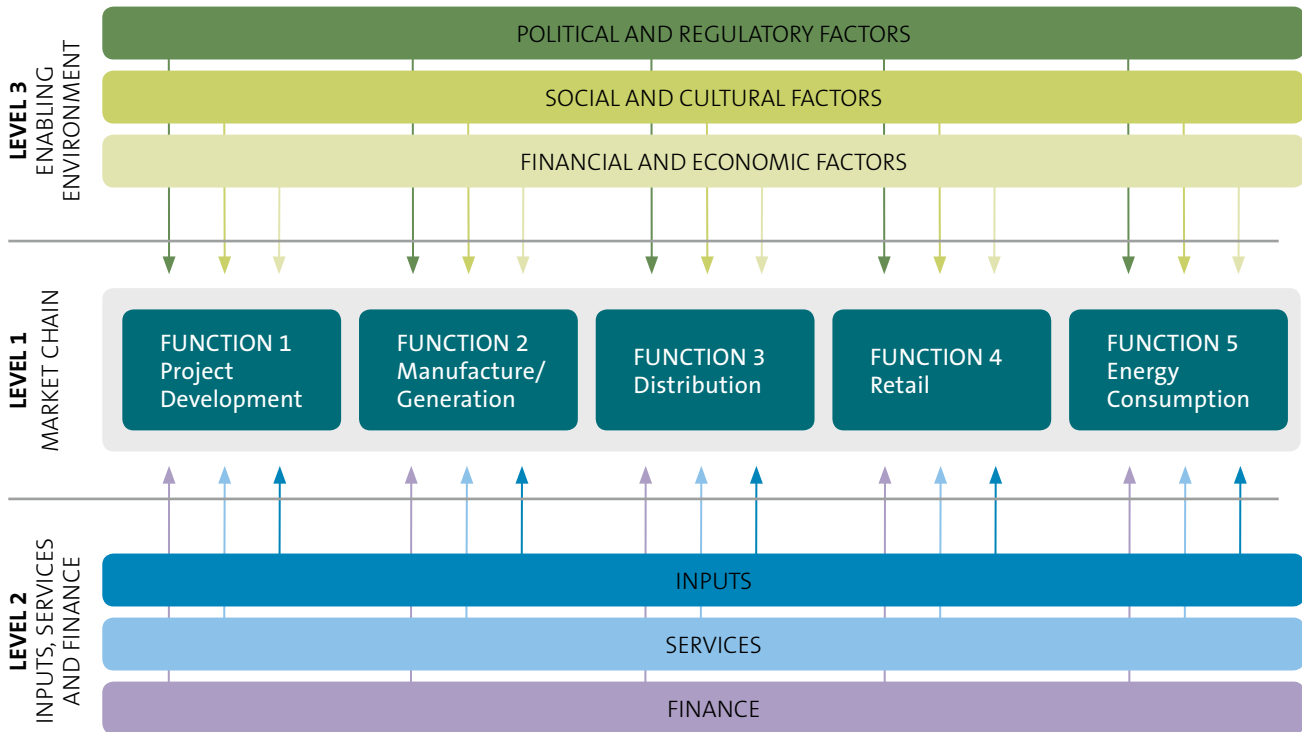 LEVEL 3
ENABLING
ENVIRONMENT
POLITICAL AND REGULATORY FACTORS
SOCIAL AND CULTURAL FACTORS
FINANCIAL AND ECONOMIC FACTORS
LEVEL 1
MARKET CHAIN
FUNCTION 1
Project
Development
FUNCTION 2
Manufacture/
Generation
FUNCTION 3
Distribution
FUNCTION 4
Retail
FUNCTION 5
Energy
Consumption
LEVEL 2
INPUTS, SERVICES
AND FINANCE
INPUTS
SERVICES
FINANCE